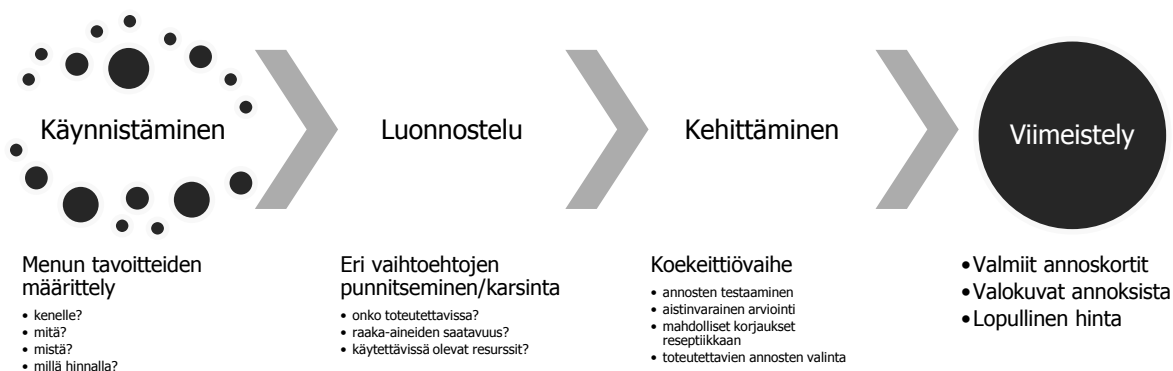 Käynnistäminen
Luonnostelu
Kehittäminen
Viimeistely
Menun tavoitteiden
määrittely
• kenelle?
• mitä?
• mistä?
• millä hinnalla?
Eri vaihtoehtojen
punnitseminen/karsinta
• onko toteutettavissa?
• raaka-aineiden saatavuus?
• käytettävissä olevat resurssit?
Koekeittiövaihe
• annosten testaaminen
• aistinvarainen arviointi
• mahdolliset korjaukset
reseptiikkaan
• toteutettavien annosten valinta
•Valmiit annoskortit
•Valokuvat annoksista
•Lopullinen hinta